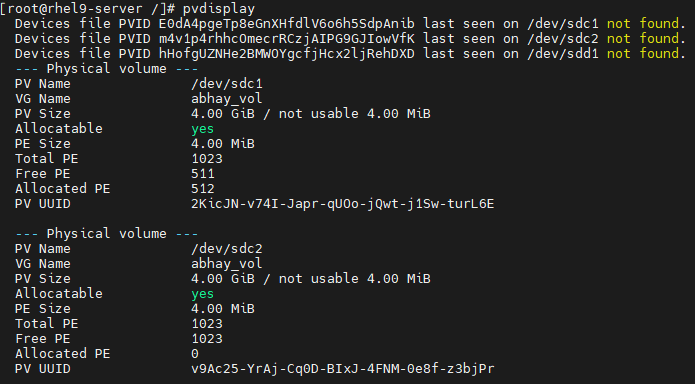 [root@rhel9-server /]# pvdisplay
  Devices file PVID E0dA4pgeTp8eGnXHfdlV6o6h5SdpAnib last seen on /dev/sdc1 not found.
  Devices file PVID m4v1p4rhhcOmecrRCzjAIPG9GJIowVfK last seen on /dev/sdc2 not found.
  Devices file PVID hHofgUZNHe2BMWOYgcfjHcx2ljRehDXD last seen on /dev/sdd1 not found.
  --- Physical volume ---
  PV Name               /dev/sdc1
  VG Name               abhay_vol
  PV Size               4.00 GiB / not usable 4.00 MiB
  Allocatable           yes
  PE Size               4.00 MiB
  Total PE              1023
  Free PE               511
  Allocated PE          512
  PV UUID               2KicJN-v74I-Japr-qUOo-jQwt-j1Sw-turL6E
  --- Physical volume ---
  PV Name               /dev/sdc2
  VG Name               abhay_vol
  PV Size               4.00 GiB / not usable 4.00 MiB
  Allocatable           yes
  PE Size               4.00 MiB
  Total PE              1023
  Free PE               1023
  Allocated PE          0
  PV UUID               v9Ac25-YrAj-Cq0D-BIxJ-4FNM-0e8f-z3bjPr